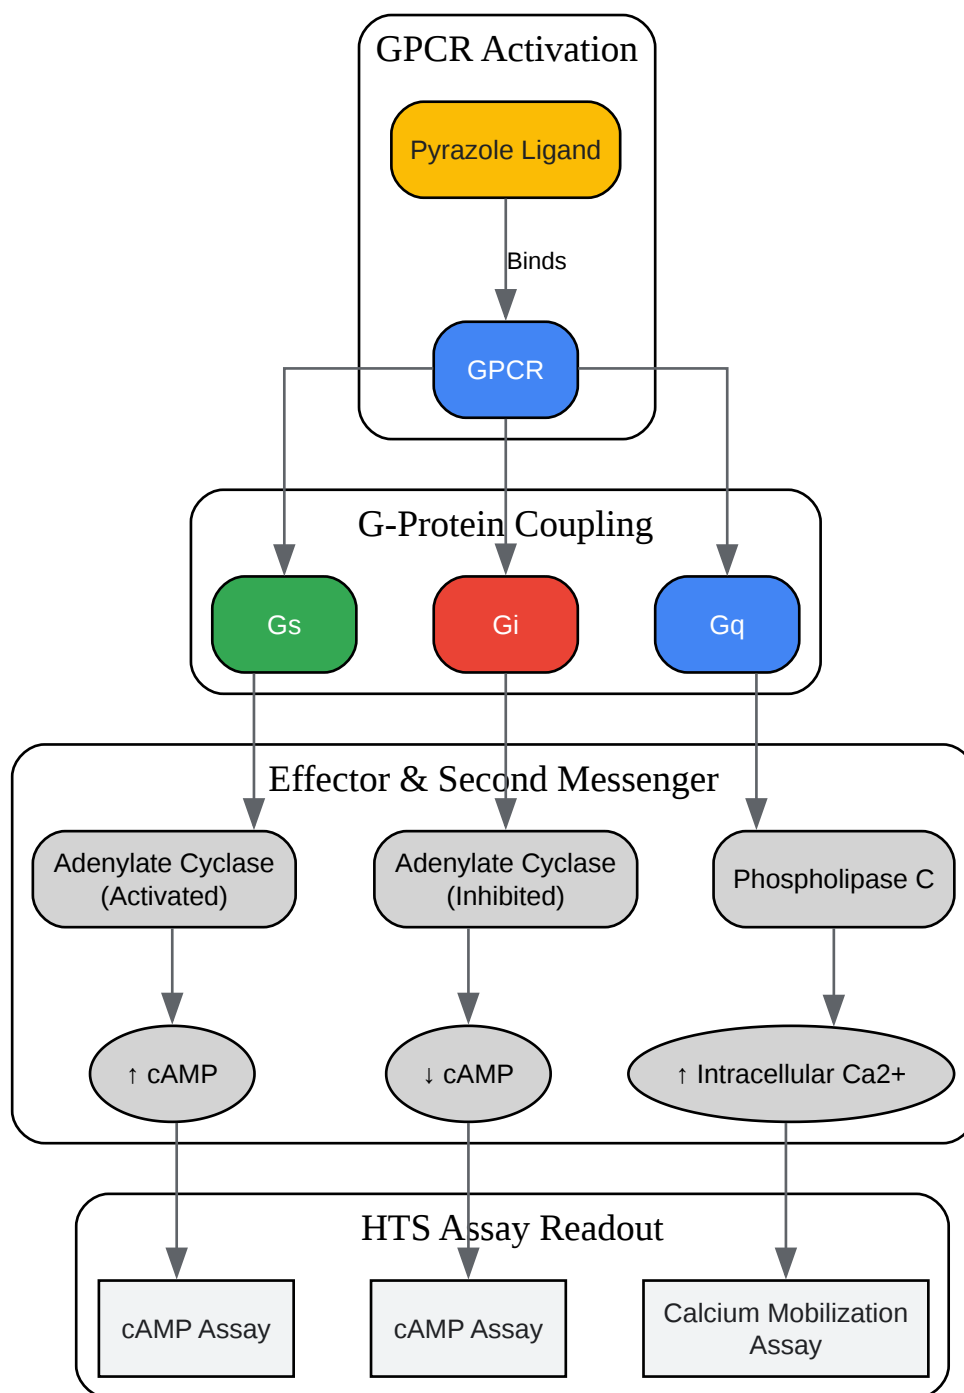 GPCR Activation
Pyrazole Ligand
Binds
GPCR
G-Protein Coupling
Gs
Gi
Gq
Effector & Second Messenger
Adenylate Cyclase
(Activated)
Adenylate Cyclase
(Inhibited)
Phospholipase C
↑ cAMP
↓ cAMP
↑ Intracellular Ca2+
HTS Assay Readout
cAMP Assay
cAMP Assay
Calcium Mobilization
Assay